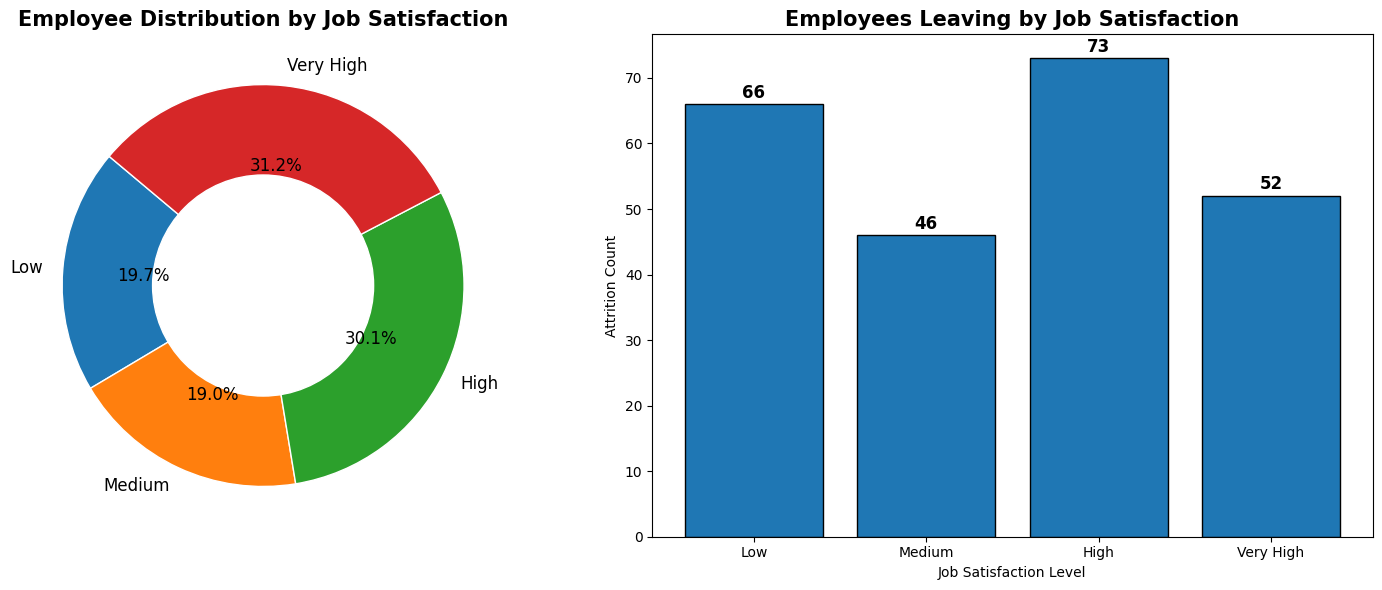 Employee Distribution by Job Satisfaction
Very High
31.2%
Low
19.7%
30.1%
High
19.0%
Medium
Employees Leaving by Job Satisfaction
73
66
52
46
Attrition Count
70
60
50
40
30
20
10
0
Low
Medium
High
Very High
Job Satisfaction Level